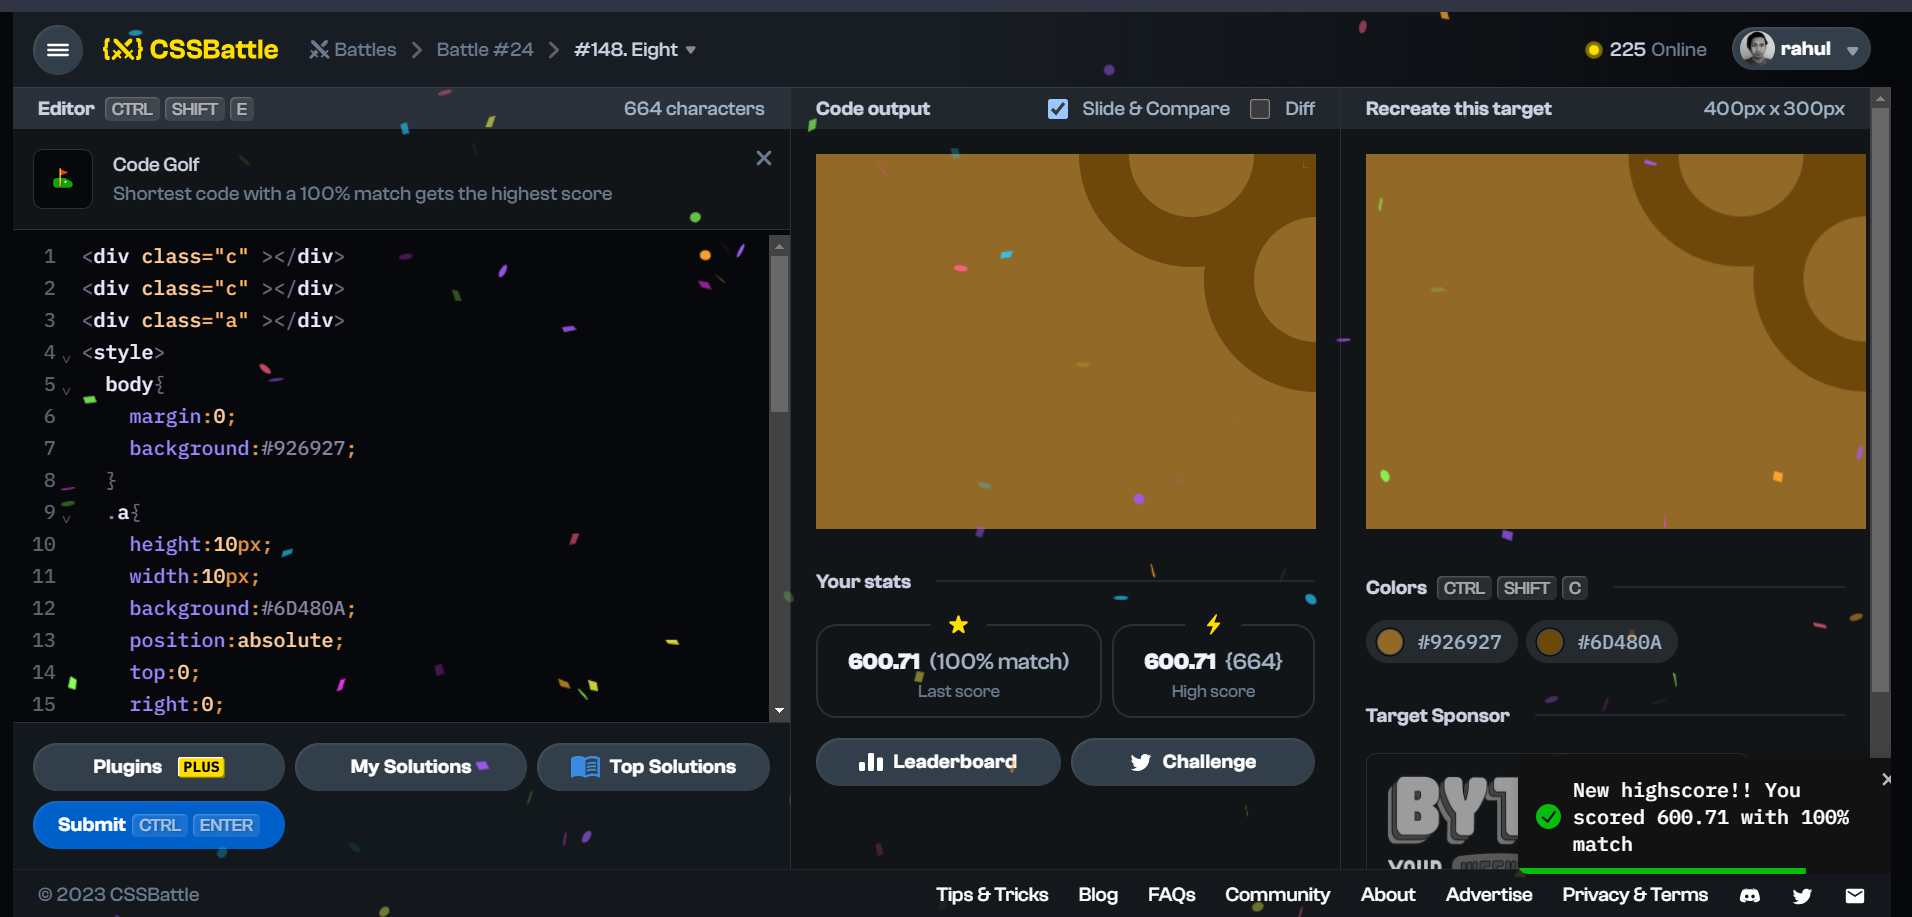 CSSBattle
Battles
Battle #24
#148. Eight
225 Online
rahul
Editor CTRL SHIFT E
664 characters
Code output
Slide & Compare
Diff
Recreate this target
400px x 300px
Code Golf
Shortest code with a 100% match gets the highest score
1 <div class="c" ></div>
2 <div class="c" ></div>
3 <div class="a" ></div>
4 <style>
5 body{
6 margin:0;
7 background:#926927;
8 }
9 .a{
10 height:10px;
11 width:10px;
12 background:#6D480A;
13 position:absolute;
14 top:0;
15 right:0;
Your stats
600.71 (100% match)
Last score
600.71 {664}
High score
Leaderboard
Challenge
Colors CTRL SHIFT C
#926927
#6D480A
Target Sponsor
Plugins PLUS
My Solutions
Top Solutions
Submit CTRL ENTER
New highscore!! You
scored 600.71 with 100%
match
© 2023 CSSBattle
Tips & Tricks
Blog
FAQs
Community
About
Advertise
Privacy & Terms